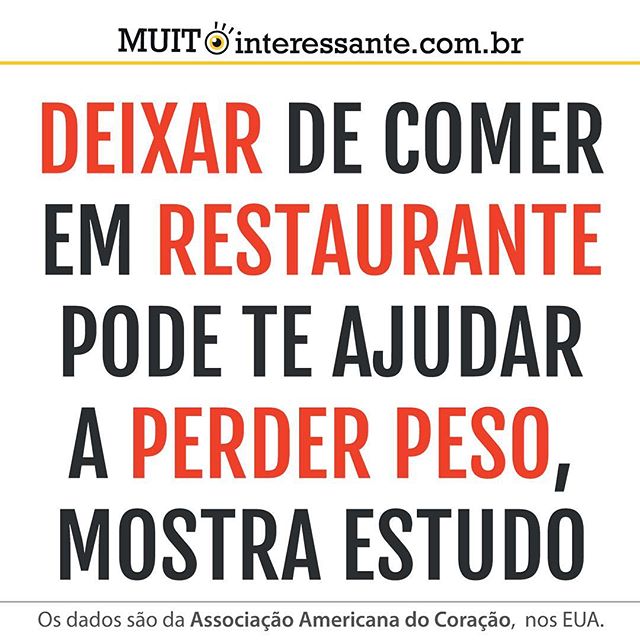 MUITOinteressante.com.br
DEIXAR DE COMER
EM RESTAURANTE
PODE TE AJUDAR
A PERDER PESO,
MOSTRA ESTUDO
Os dados são da Associação Americana do Coração, nos EUA.